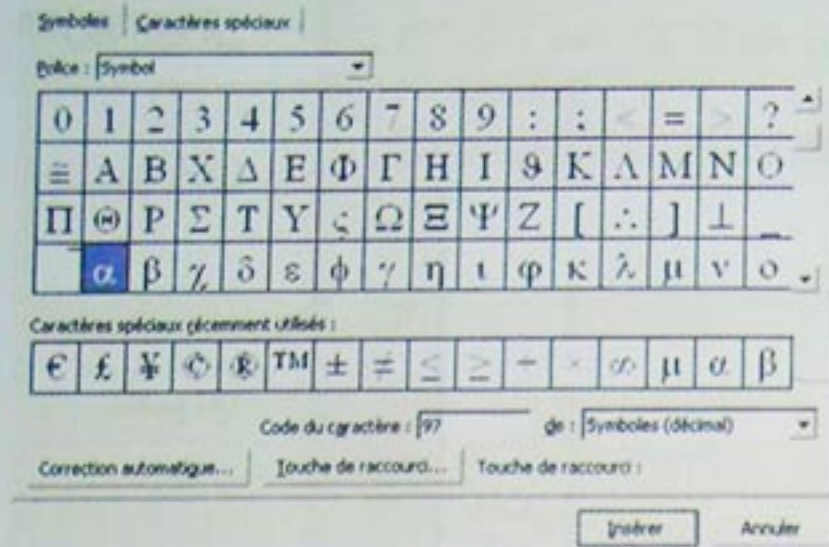 Symboles Caractères spéciaux
Police : Symbol
0 1 2 3 4 5 6 7 8 9 : ; < = > ?
≅ Α Β Χ Δ Ε Φ Γ Η Ι ϑ Κ Λ Μ Ν Ο
Π Θ Ρ Σ Τ Υ ς Ω Ξ Ψ Ζ [ ∴ ] ⊥ _
α β χ δ ε φ γ η ι ϕ κ λ μ ν ο
Caractères spéciaux récemment utilisés :
€ £ ¥ © ® ™ ± ≠ ≤ ≥ ÷ × ∞ µ α β
Code du caractère : 97 de : Symboles (décimal)
Correction automatique... Touche de raccourci... Touche de raccourci :
Insérer Annuler